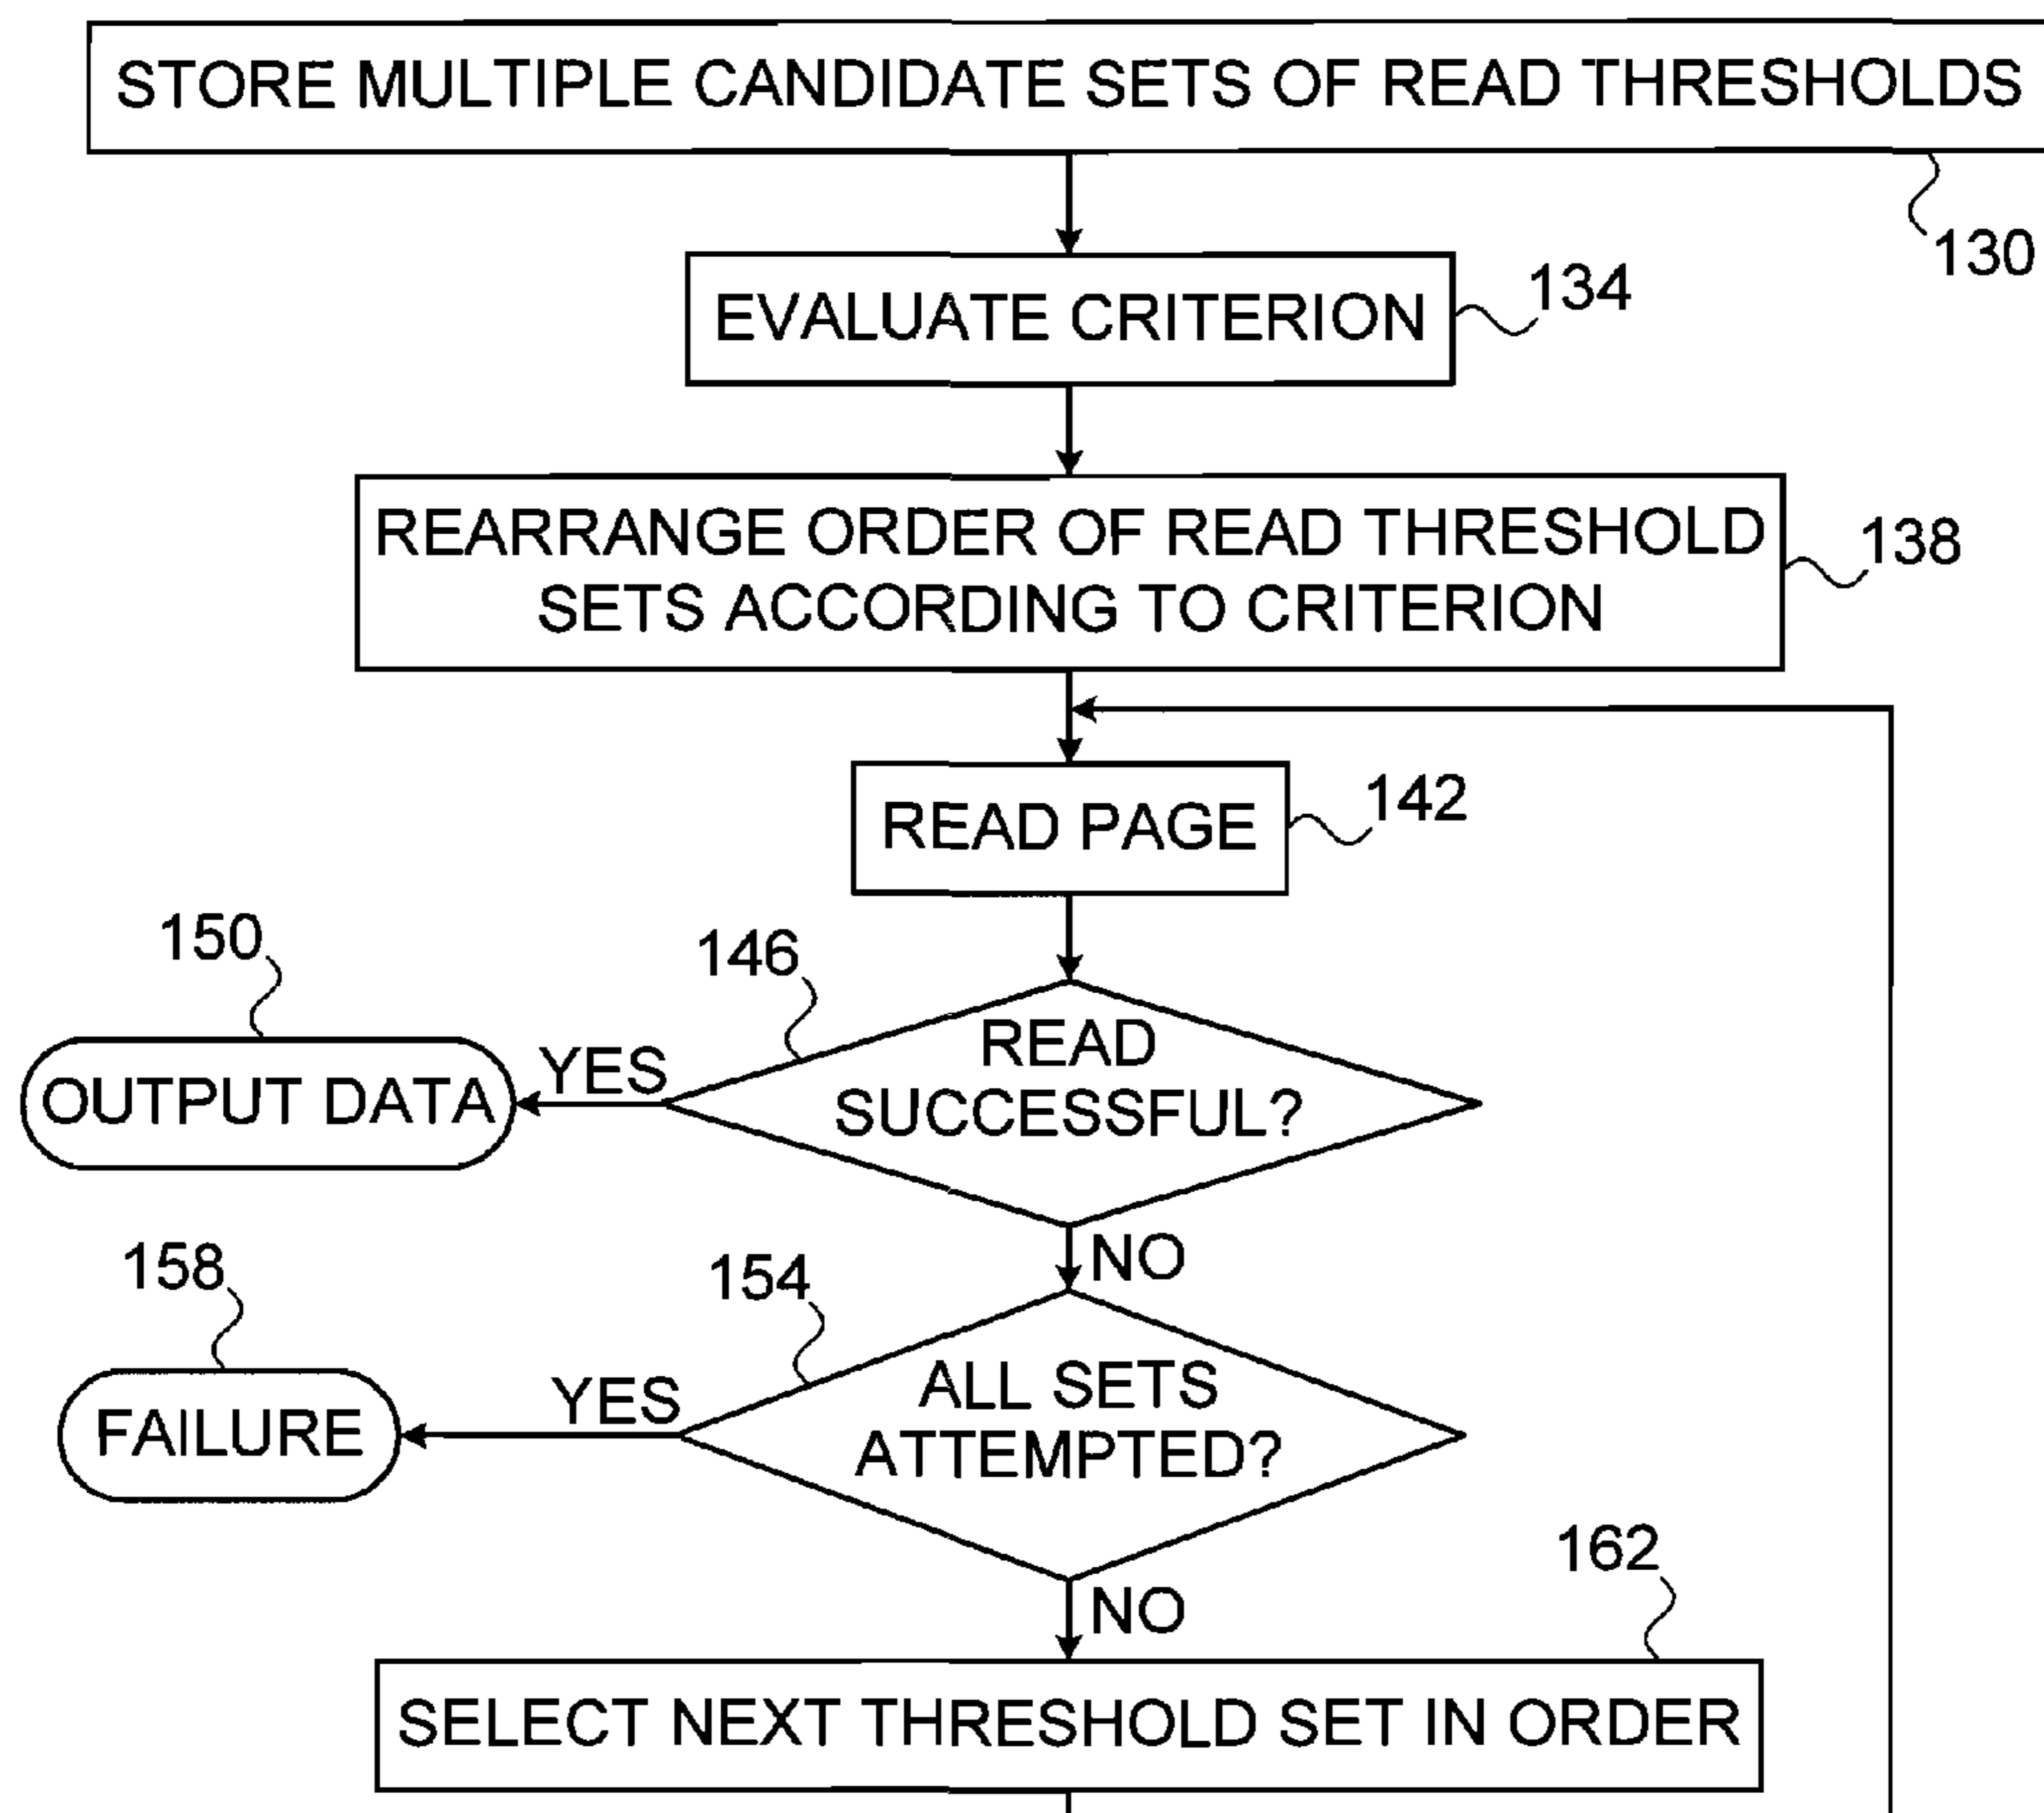 STORE MULTIPLE CANDIDATE SETS OF READ THRESHOLDS
130
EVALUATE CRITERION
134
REARRANGE ORDER OF READ THRESHOLD
SETS ACCORDING TO CRITERION
138
READ PAGE
142
150
146
READ
SUCCESSFUL?
YES
OUTPUT DATA
NO
158
154
ALL SETS
ATTEMPTED?
YES
FAILURE
NO
162
SELECT NEXT THRESHOLD SET IN ORDER